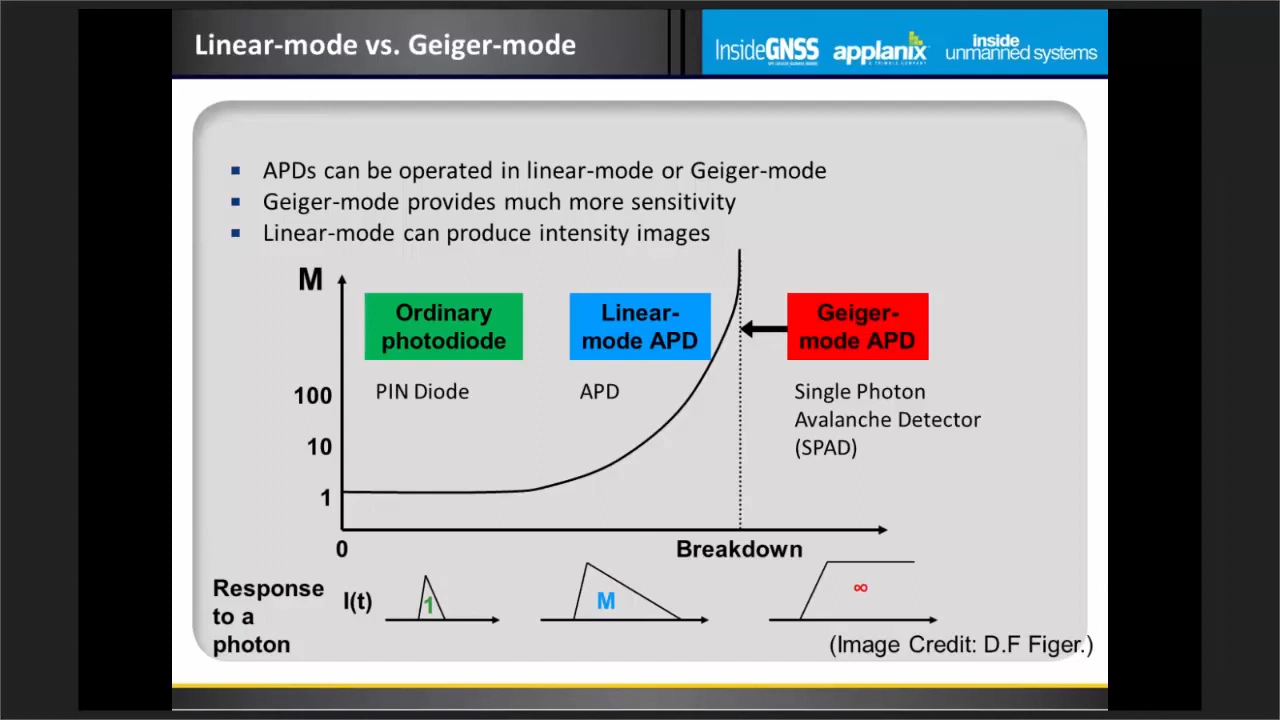 Linear-mode vs. Geiger-mode
InsideGNSS
applanix
inside
unmanned systems
APDs can be operated in linear-mode or Geiger-mode
Geiger-mode provides much more sensitivity
Linear-mode can produce intensity images
M
Ordinary
photodiode
Linear-
mode APD
Geiger-
mode APD
PIN Diode
APD
Single Photon
Avalanche Detector
(SPAD)
100
10
1
0
Breakdown
Response
to a
photon
I(t)
1
M
∞
(Image Credit: D.F Figer.)